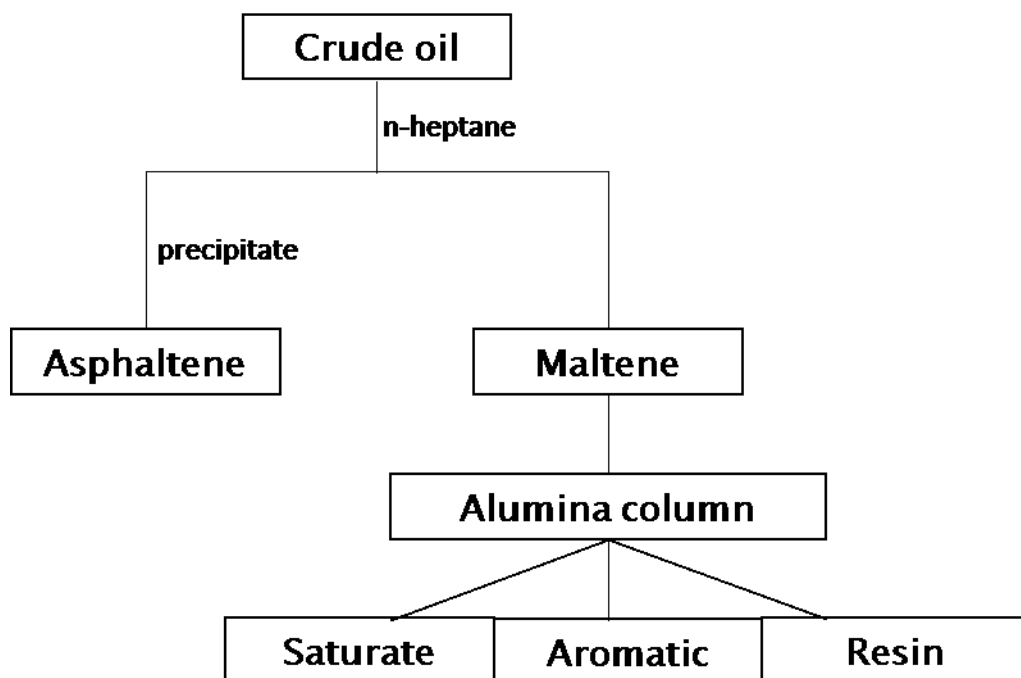 Crude oil
n-heptane
precipitate
Asphaltene
Maltene
Alumina column
Saturate
Aromatic
Resin